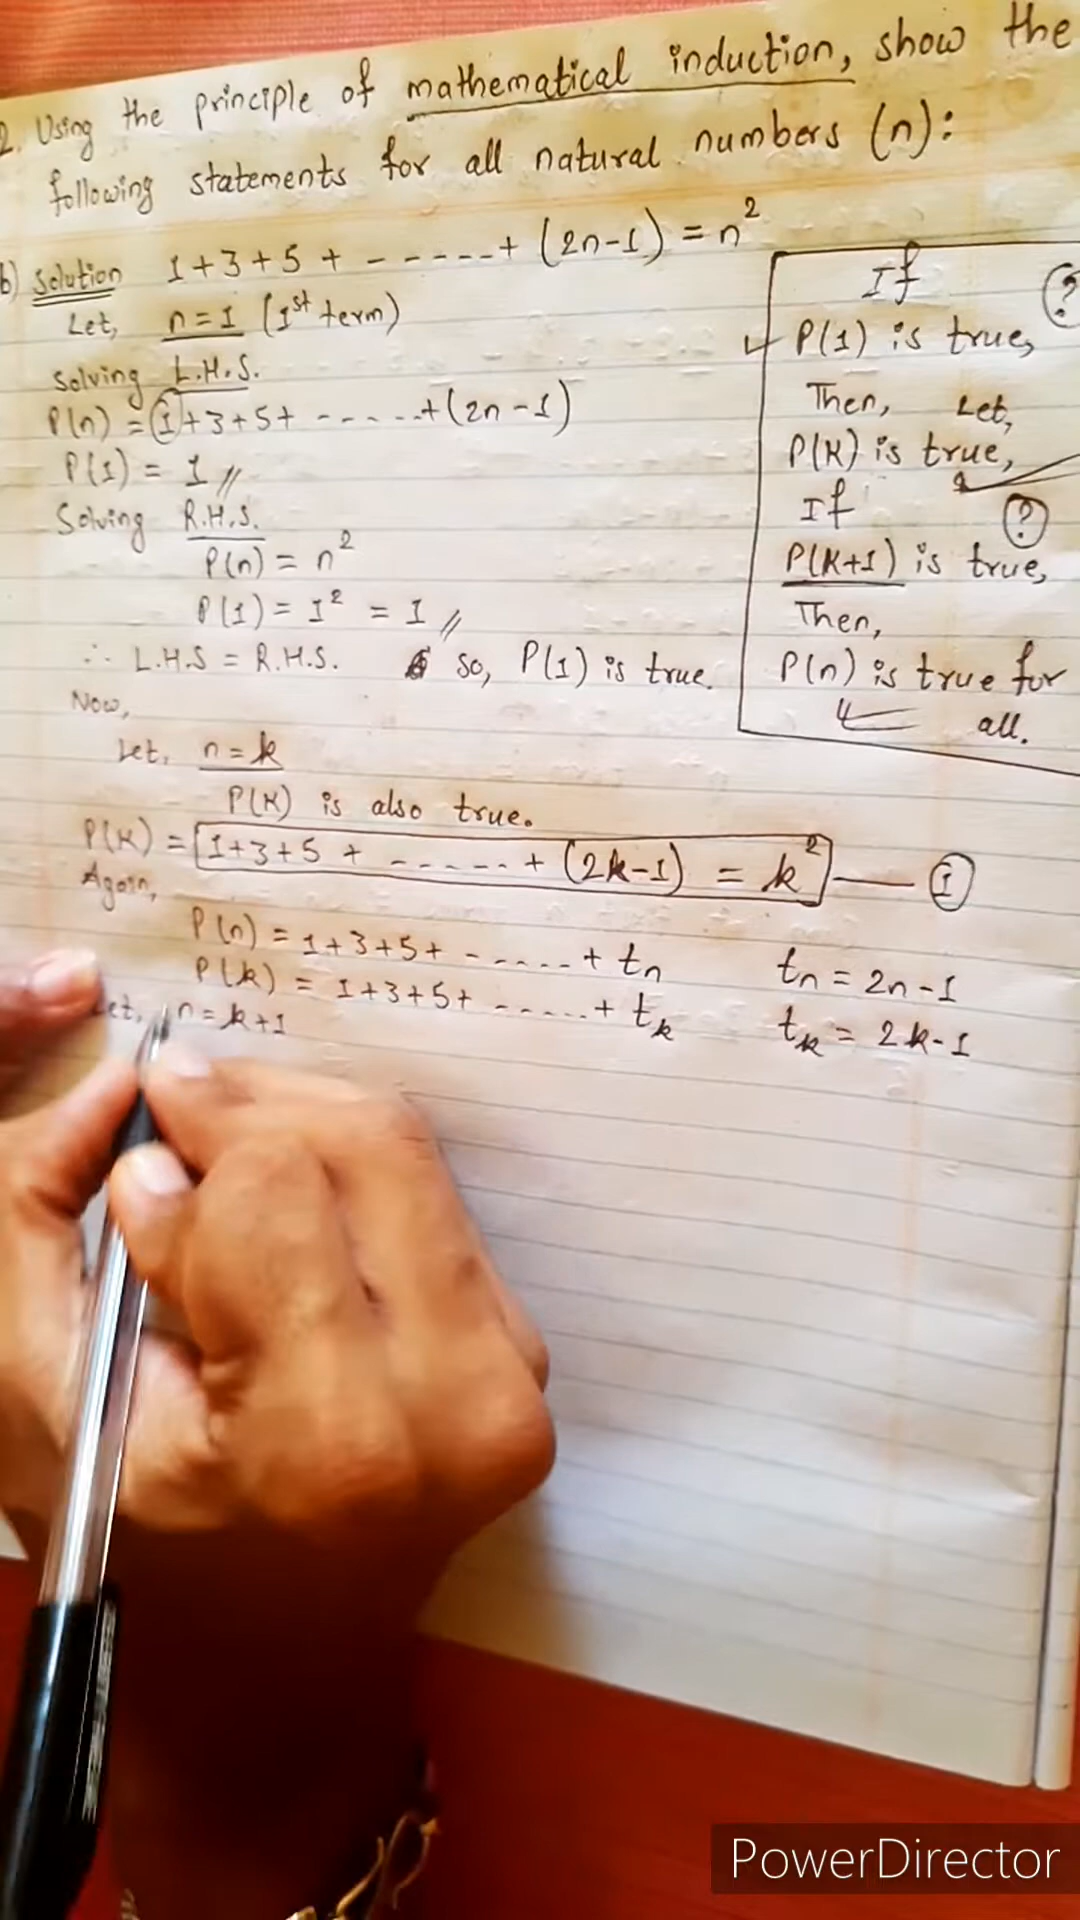 2. Using the principle of mathematical induction, show the
following statements for all natural numbers (n):
b) Solution 1+3+5+ ------+ (2n-1) = n²
Let, n=1 (1st term)
Solving L.H.S.
P(n) = 1+3+5+ ------+(2n-1)
P(1) = 1 //
Solving R.H.S.
P(n) = n²
P(1) = 1² = 1 //
∴ L.H.S = R.H.S. so, P(1) is true.
If ?
P(1) is true,
Then, Let,
P(K) is true,
If ?
P(K+1) is true,
Then,
P(n) is true for
all.
Now,
Let, n=k
P(K) is also true.
P(K) = 1+3+5+ ------+ (2k-1) = k² —— 1
Again,
P(n) = 1+3+5+ ------+ tn tn = 2n-1
P(k) = 1+3+5+ ------+ tk tk = 2k-1
Let, n=k+1
PowerDirector